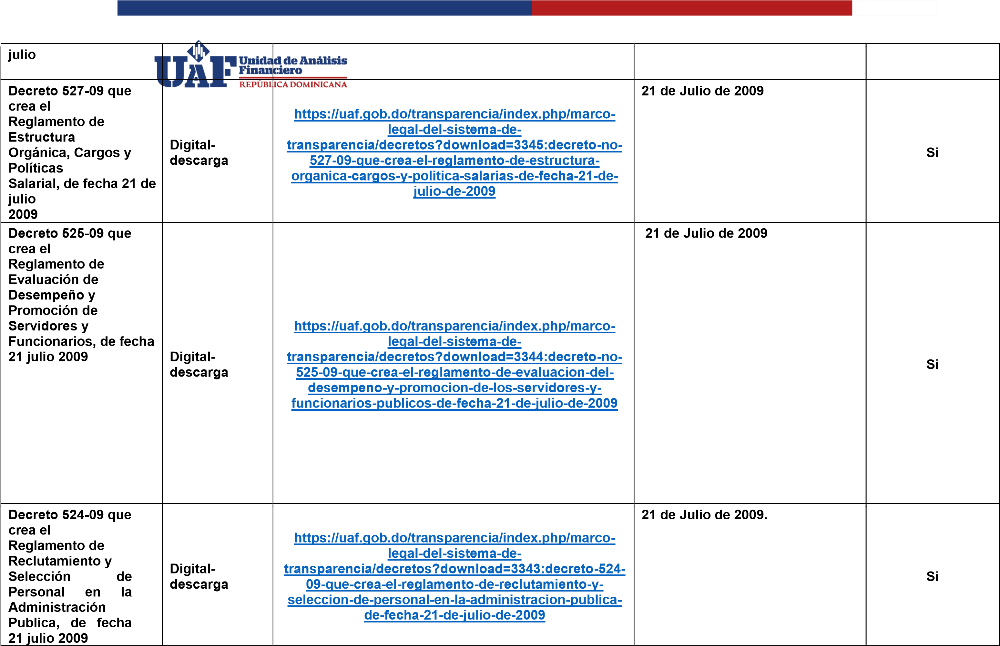 julio
UAF
Unidad de Análisis
Financiero
REPÚBLICA DOMINICANA
Decreto 527-09 que
crea el
Reglamento de
Estructura
Orgánica, Cargos y
Políticas
Salarial, de fecha 21 de
julio
2009
Digital-
descarga
https://uaf.gob.do/transparencia/index.php/marco-
legal-del-sistema-de-
transparencia/decretos?download=3345:decreto-no-
527-09-que-crea-el-reglamento-de-estructura-
organica-cargos-y-politica-salarias-de-fecha-21-de-
julio-de-2009
21 de Julio de 2009
Si
Decreto 525-09 que
crea el
Reglamento de
Evaluación de
Desempeño y
Promoción de
Servidores y
Funcionarios, de fecha
21 julio 2009
Digital-
descarga
https://uaf.gob.do/transparencia/index.php/marco-
legal-del-sistema-de-
transparencia/decretos?download=3344:decreto-no-
525-09-que-crea-el-reglamento-de-evaluacion-del-
desempeno-y-promocion-de-los-servidores-y-
funcionarios-publicos-de-fecha-21-de-julio-de-2009
21 de Julio de 2009
Si
Decreto 524-09 que
crea el
Reglamento de
Reclutamiento y
Selección de
Personal en la
Administración
Publica, de fecha
21 julio 2009
Digital-
descarga
https://uaf.gob.do/transparencia/index.php/marco-
legal-del-sistema-de-
transparencia/decretos?download=3343:decreto-524-
09-que-crea-el-reglamento-de-reclutamiento-y-
seleccion-de-personal-en-la-administracion-publica-
de-fecha-21-de-julio-de-2009
21 de Julio de 2009.
Si